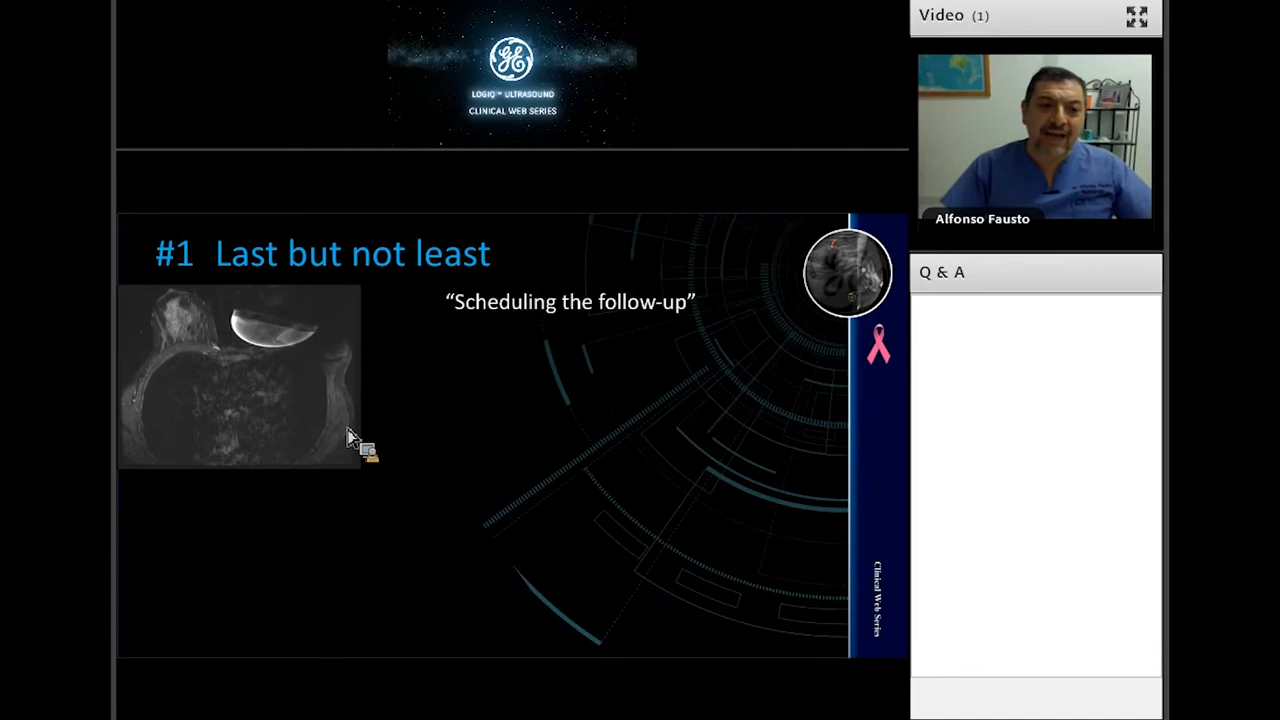 LOGIQ™ ULTRASOUND
CLINICAL WEB SERIES
Video (1)
Alfonso Fausto
Q & A
#1 Last but not least
“Scheduling the follow-up”
Clinical Web Series